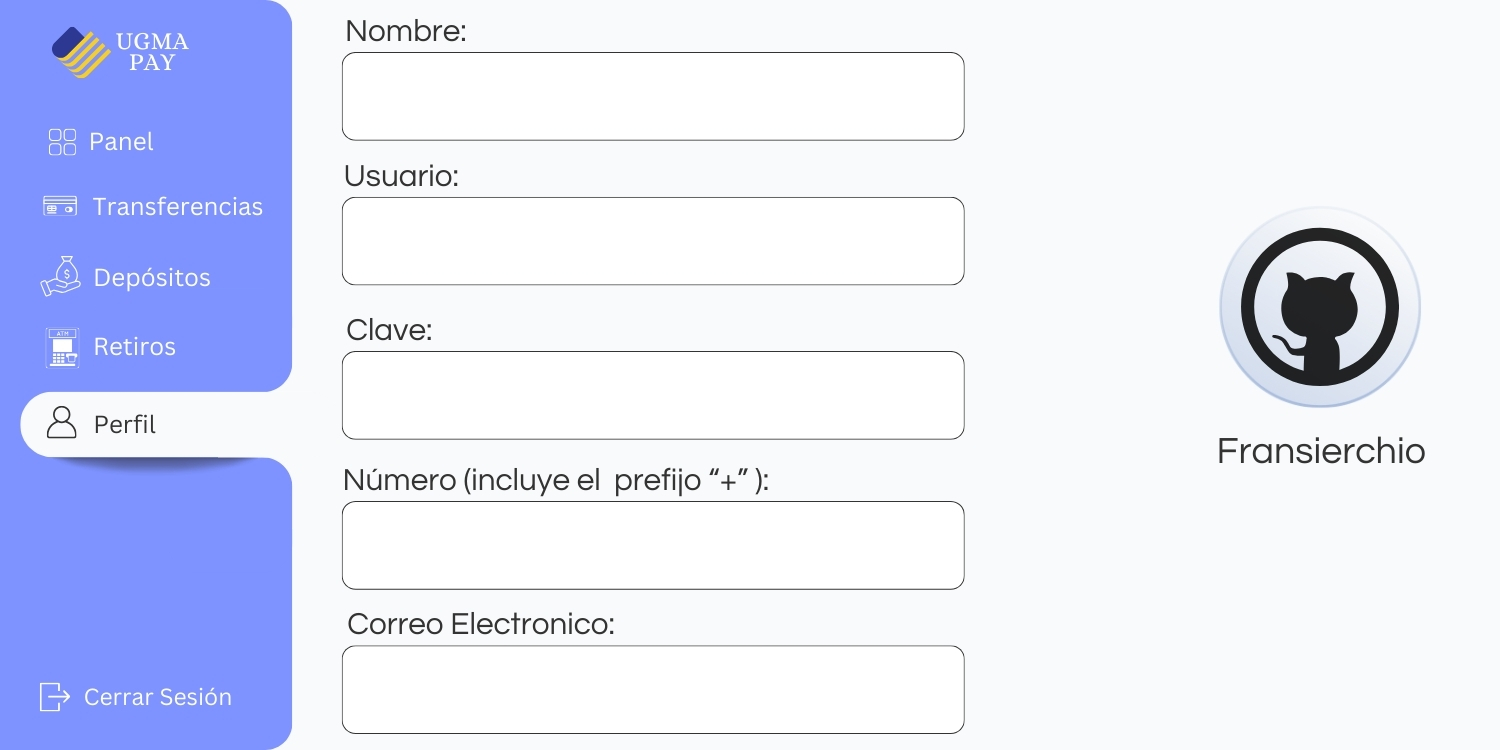 UGMA
PAY
Panel
Transferencias
Depósitos
ATM
Retiros
Perfil
Cerrar Sesión
Nombre:
Usuario:
Clave:
Número (incluye el  prefijo “+” ):
Correo Electronico:
Fransierchio